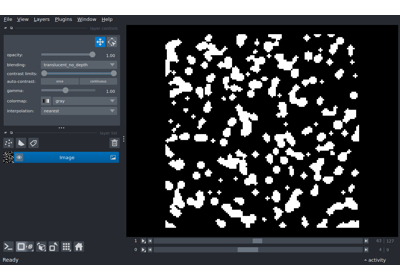 File View Layers Plugins Window Help
opacity: 1.00
blending: translucent_no_depth
contrast limits:
auto-contrast: once continuous
gamma: 1.00
colormap: gray
interpolation: nearest
Image
1
0
Ready activity